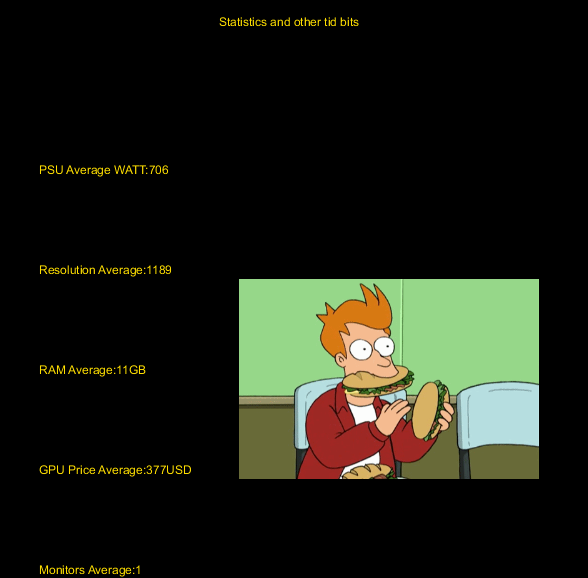 Statistics and other tid bits
PSU Average WATT:706
Resolution Average:1189
RAM Average:11GB
GPU Price Average:377USD
Monitors Average:1